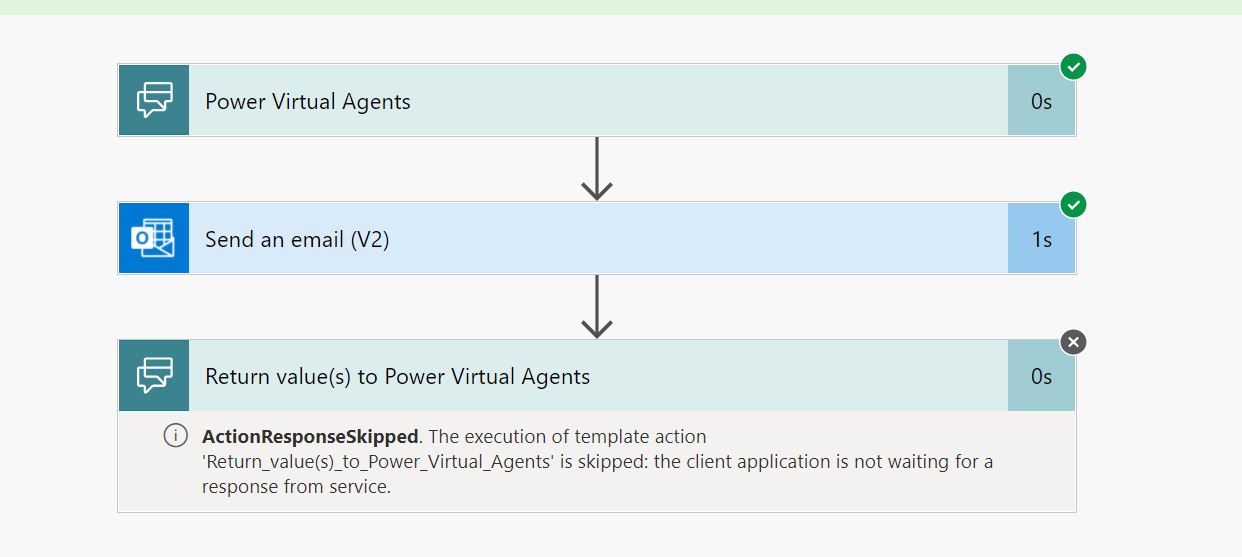 Power Virtual Agents
0s
Send an email (V2)
1s
Return value(s) to Power Virtual Agents
0s
ActionResponseSkipped. The execution of template action
'Return_value(s)_to_Power_Virtual_Agents' is skipped: the client application is not waiting for a
response from service.